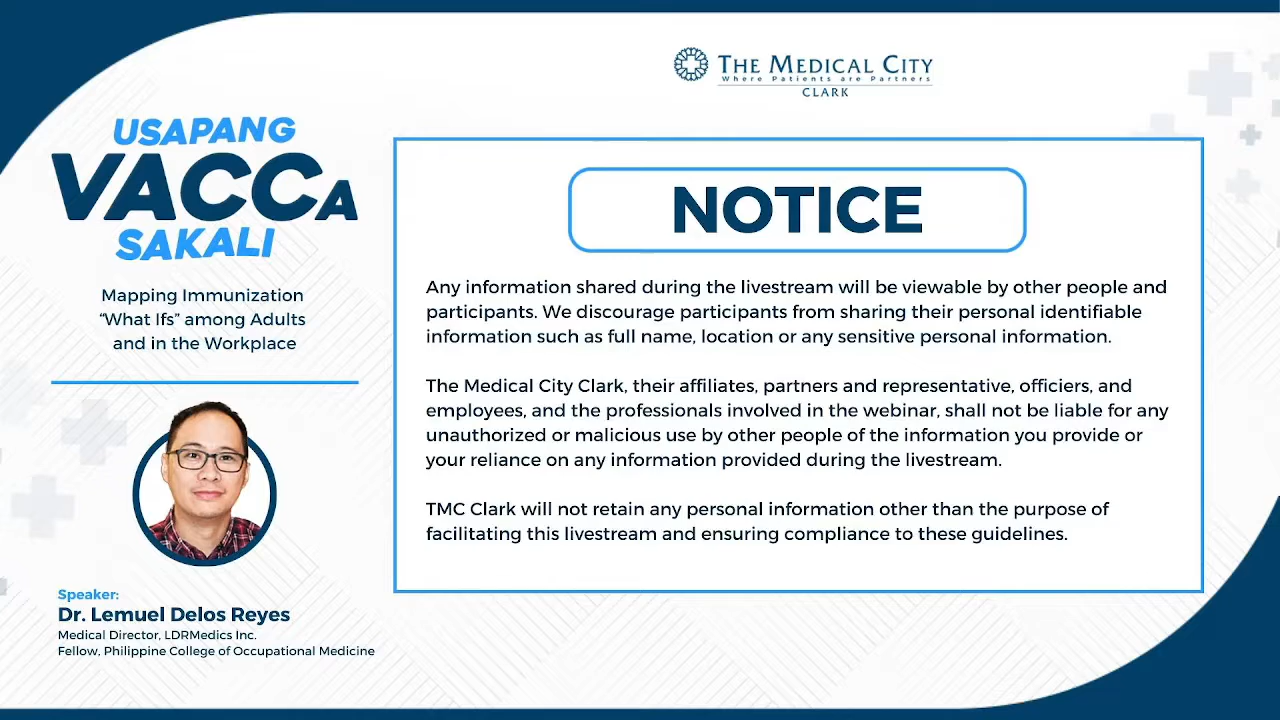 THE MEDICAL CITY
Where Patients are Partners
CLARK
USAPANG
VACCA
SAKALI
Mapping Immunization
“What Ifs” among Adults
and in the Workplace
Speaker:
Dr. Lemuel Delos Reyes
Medical Director, LDRMedics Inc.
Fellow, Philippine College of Occupational Medicine
NOTICE
Any information shared during the livestream will be viewable by other people and
participants. We discourage participants from sharing their personal identifiable
information such as full name, location or any sensitive personal information.
The Medical City Clark, their affiliates, partners and representative, officiers, and
employees, and the professionals involved in the webinar, shall not be liable for any
unauthorized or malicious use by other people of the information you provide or
your reliance on any information provided during the livestream.
TMC Clark will not retain any personal information other than the purpose of
facilitating this livestream and ensuring compliance to these guidelines.